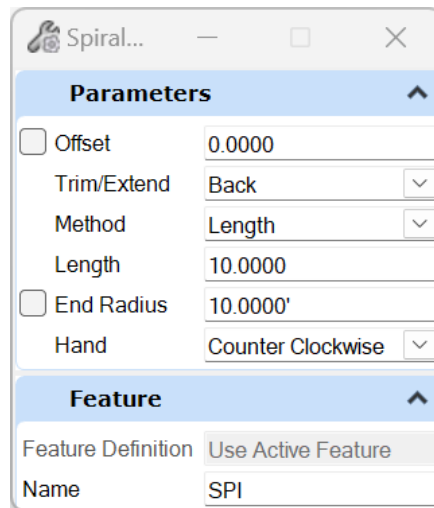 Spiral...
Parameters
Offset 0.0000
Trim/Extend Back
Method Length
Length 10.0000
End Radius 10.0000'
Hand Counter Clockwise
Feature
Feature Definition Use Active Feature
Name SPI